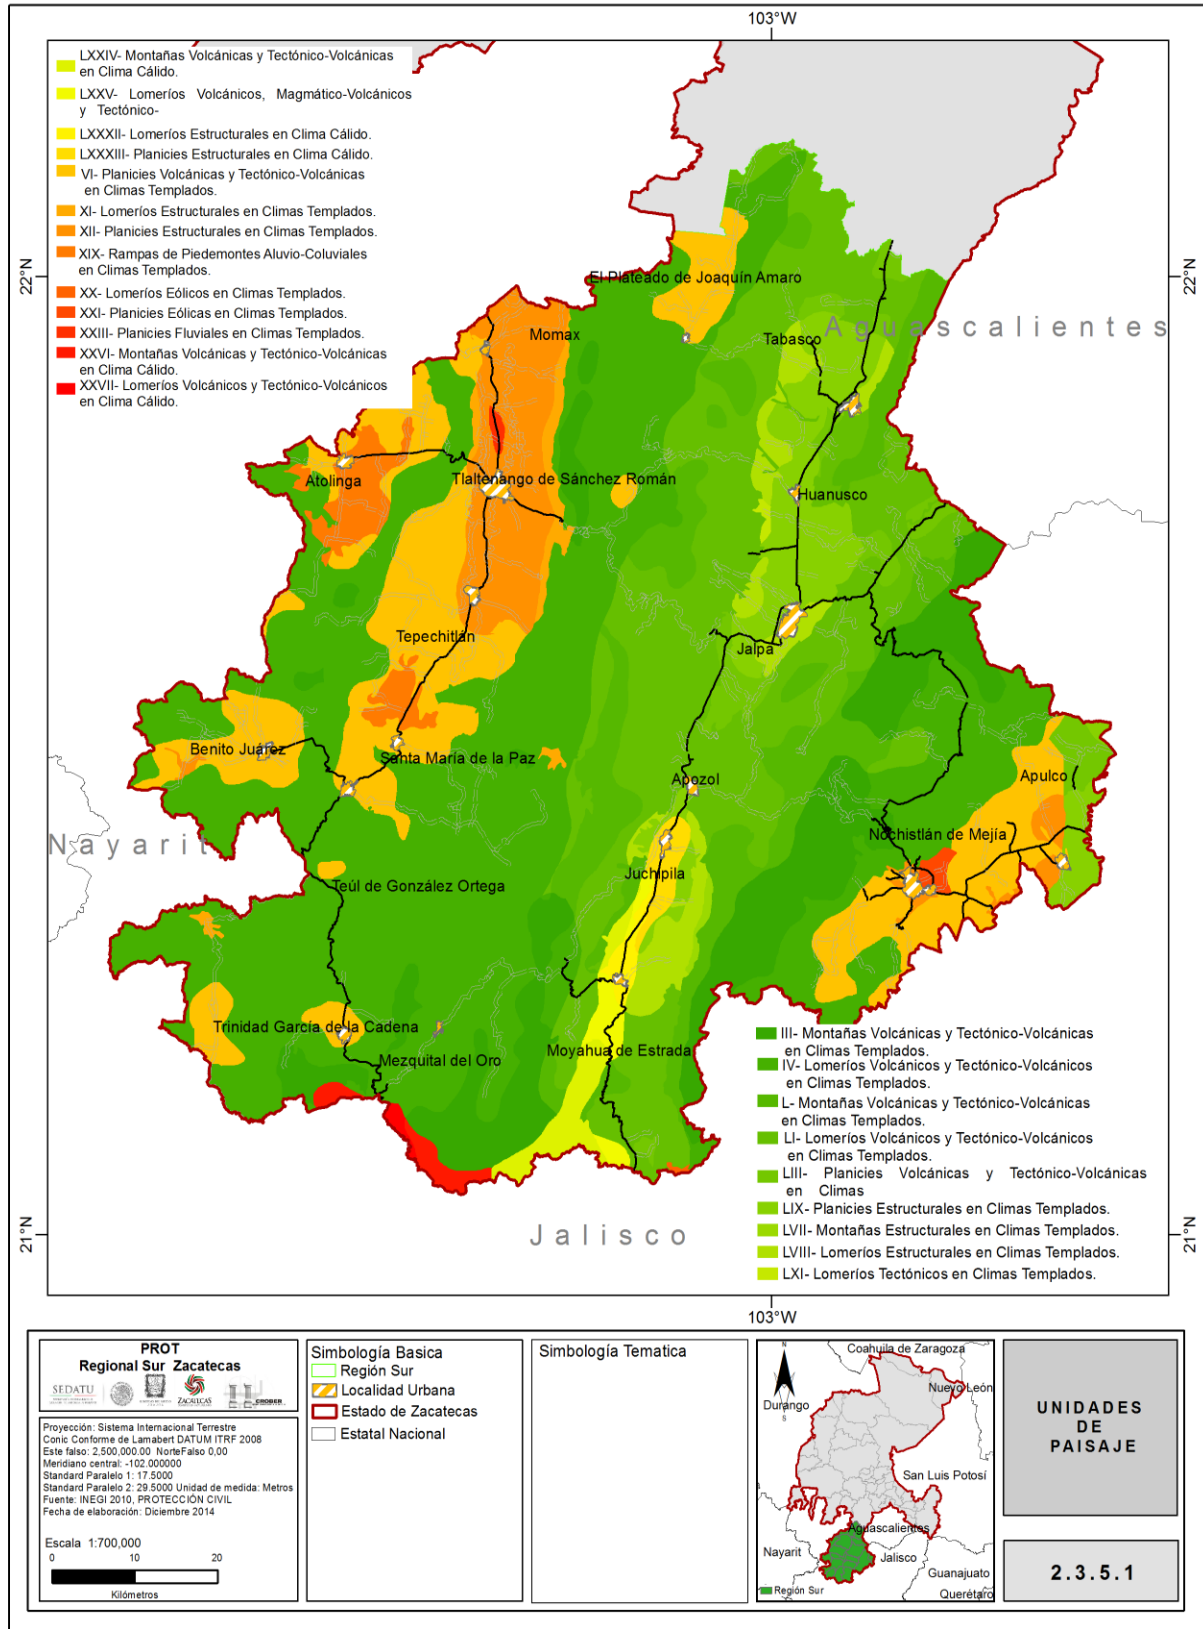 103°W
LXXIV- Montañas Volcánicas y Tectónico-Volcánicas
en Clima Cálido.
LXXV- Lomeríos Volcánicos, Magmático-Volcánicos
y Tectónico-
LXXXII- Lomeríos Estructurales en Clima Cálido.
LXXXIII- Planicies Estructurales en Clima Cálido.
VI- Planicies Volcánicas y Tectónico-Volcánicas
en Climas Templados.
XI- Lomeríos Estructurales en Climas Templados.
XII- Planicies Estructurales en Climas Templados.
XIX- Rampas de Piedemontes Aluvio-Coluviales
en Climas Templados.
XX- Lomeríos Eólicos en Climas Templados.
XXI- Planicies Eólicas en Climas Templados.
XXIII- Planicies Fluviales en Climas Templados.
XXVI- Montañas Volcánicas y Tectónico-Volcánicas
en Clima Cálido.
XXVII- Lomeríos Volcánicos y Tectónico-Volcánicos
en Clima Cálido.
22°N
22°N
El Plateado de Joaquín Amaro
Momax
Tabasco
Aguascalientes
Atolinga
Tlaltenango de Sánchez Román
Huanusco
Tepechitlán
Jalpa
Benito Juárez
Santa María de la Paz
Apozol
Apulco
Nayarit
Nochistlán de Mejía
Juchipila
Teúl de González Ortega
Trinidad García de la Cadena
Mezquital del Oro
Moyahua de Estrada
Jalisco
III- Montañas Volcánicas y Tectónico-Volcánicas
en Climas Templados.
IV- Lomeríos Volcánicos y Tectónico-Volcánicos
en Climas Templados.
L- Montañas Volcánicas y Tectónico-Volcánicas
en Climas Templados.
LI- Lomeríos Volcánicos y Tectónico-Volcánicos
en Climas Templados.
LIII- Planicies Volcánicas y Tectónico-Volcánicas
en Climas
LIX- Planicies Estructurales en Climas Templados.
LVII- Montañas Estructurales en Climas Templados.
LVIII- Lomeríos Estructurales en Climas Templados.
LXI- Lomeríos Tectónicos en Climas Templados.
21°N
21°N
103°W
PROT
Regional Sur Zacatecas
SEDATU
ZACATECAS
Proyección: Sistema Internacional Terrestre
Conic Conforme de Lamabert DATUM ITRF 2008
Este falso: 2,500,000.00 NorteFalso 0,00
Meridiano central: -102.000000
Standard Paralelo 1: 17.5000
Standard Paralelo 2: 29.5000 Unidad de medida: Metros
Fuente: INEGI 2010, PROTECCIÓN CIVIL
Fecha de elaboración: Diciembre 2014
Escala 1:700,000
0 10 20
Kilómetros
Simbología Basica
Región Sur
Localidad Urbana
Estado de Zacatecas
Estatal Nacional
Simbología Tematica
N
Coahuila de Zaragoza
Nuevo León
Durango
San Luis Potosí
Aguascalientes
Nayarit
Jalisco
Guanajuato
Querétaro
Región Sur
UNIDADES
DE
PAISAJE
2.3.5.1